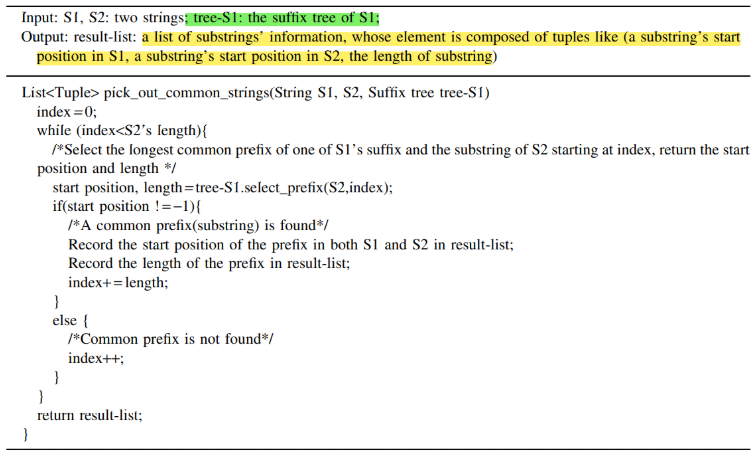 Input: S1, S2: two strings; tree-S1: the suffix tree of S1;
Output: result-list: a list of substrings' information, whose element is composed of tuples like (a substring's start
position in S1, a substring's start position in S2, the length of substring)
List<Tuple> pick_out_common_strings(String S1, S2, Suffix tree tree-S1)
index=0;
while (index<S2's length){
/*Select the longest common prefix of one of S1's suffix and the substring of S2 starting at index, return the start
position and length */
start position, length=tree-S1.select_prefix(S2,index);
if(start position !=−1){
/*A common prefix(substring) is found*/
Record the start position of the prefix in both S1 and S2 in result-list;
Record the length of the prefix in result-list;
index+=length;
}
else {
/*Common prefix is not found*/
index++;
}
}
return result-list;
}